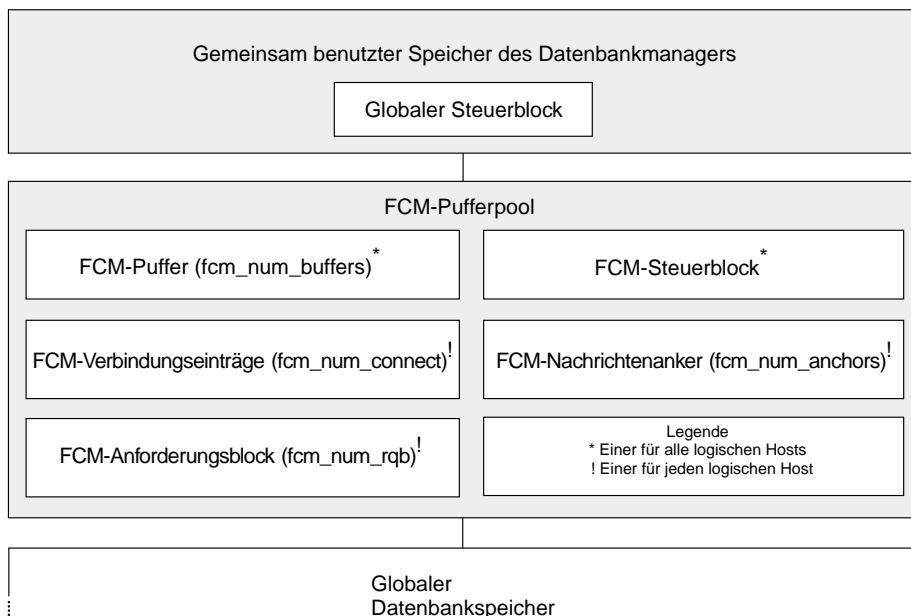 Gemeinsam benutzter Speicher des Datenbankmanagers
Globaler Steuerblock
FCM-Pufferpool
FCM-Puffer (fcm_num_buffers)*
FCM-Steuerblock*
FCM-Verbindungseinträge (fcm_num_connect)!
FCM-Nachrichtenanker (fcm_num_anchors)!
FCM-Anforderungsblock (fcm_num_rqb)!
Legende
* Einer für alle logischen Hosts
! Einer für jeden logischen Host
Globaler
Datenbankspeicher